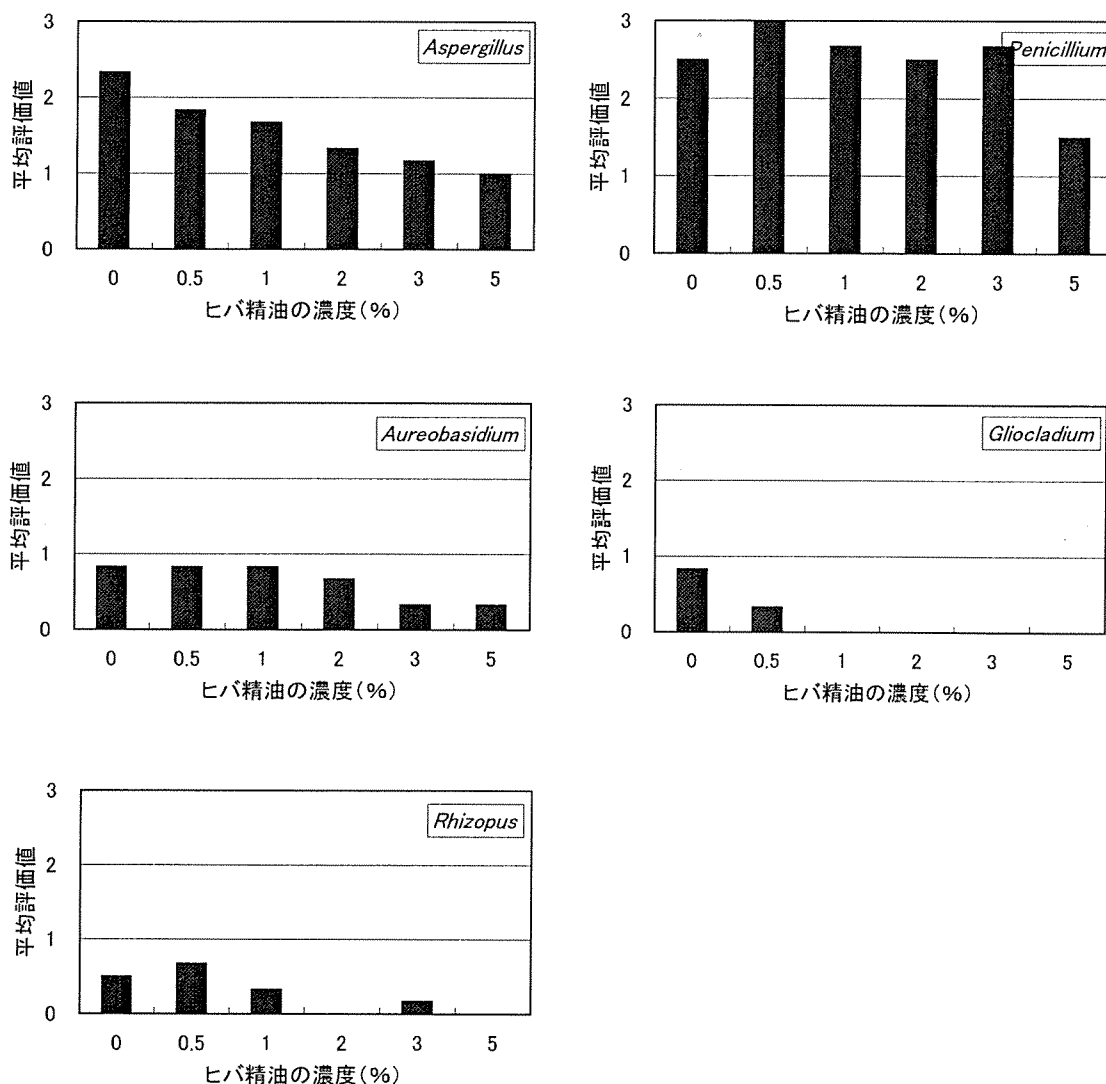 3
2
1
0
平均評価値
Aspergillus
0 0.5 1 2 3 5
ヒバ精油の濃度(%)
3
2
1
0
平均評価値
Penicillium
0 0.5 1 2 3 5
ヒバ精油の濃度(%)
3
2
1
0
平均評価値
Aureobasidium
0 0.5 1 2 3 5
ヒバ精油の濃度(%)
3
2
1
0
平均評価値
Gliocladium
0 0.5 1 2 3 5
ヒバ精油の濃度(%)
3
2
1
0
平均評価値
Rhizopus
0 0.5 1 2 3 5
ヒバ精油の濃度(%)